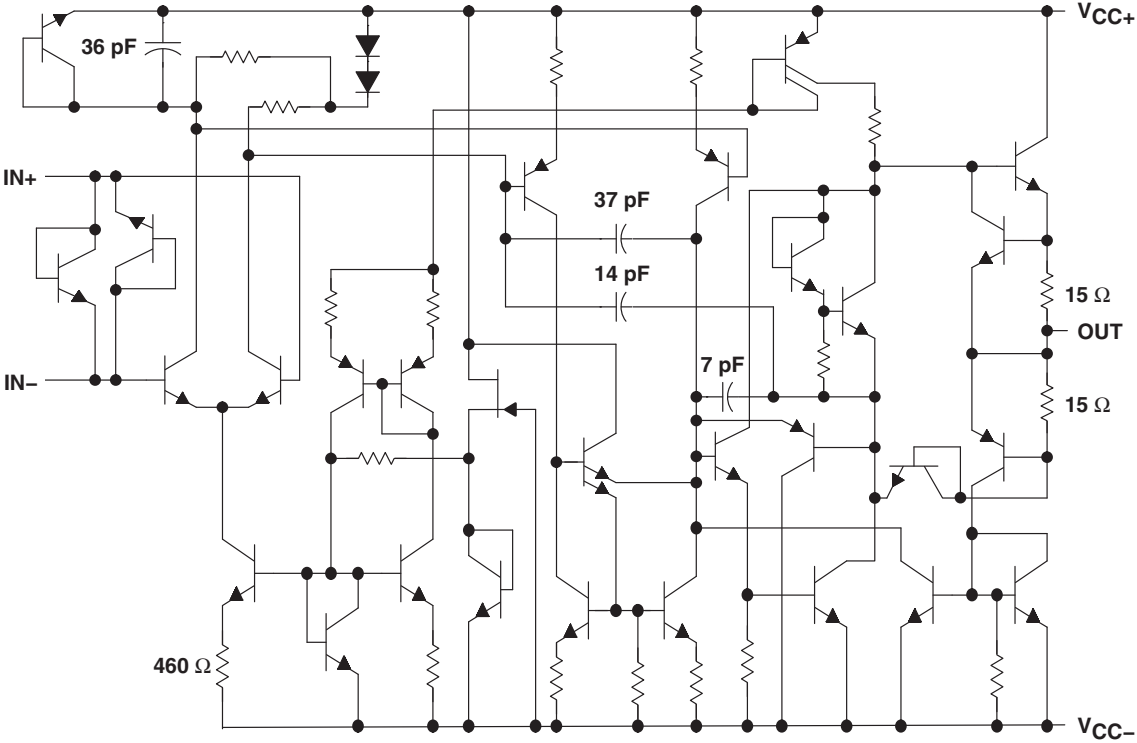 VCC+
36 pF
IN+
37 pF
14 pF
15 Ω
OUT
IN−
7 pF
15 Ω
460 Ω
VCC−